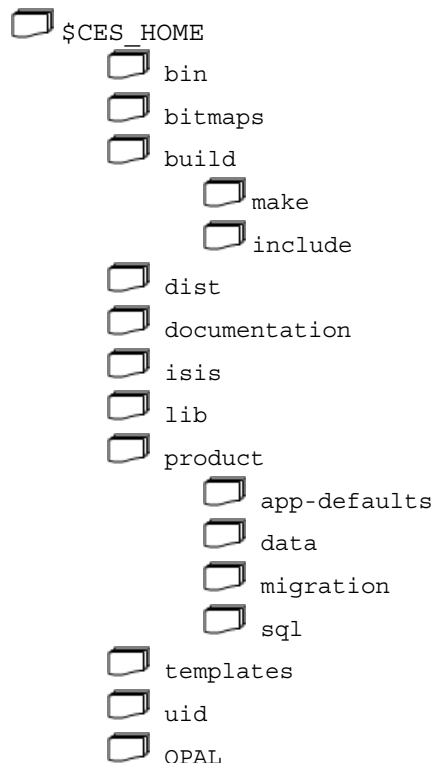 $CES_HOME
bin
bitmaps
build
make
include
dist
documentation
isis
lib
product
app-defaults
data
migration
sql
templates
uid
OPAL